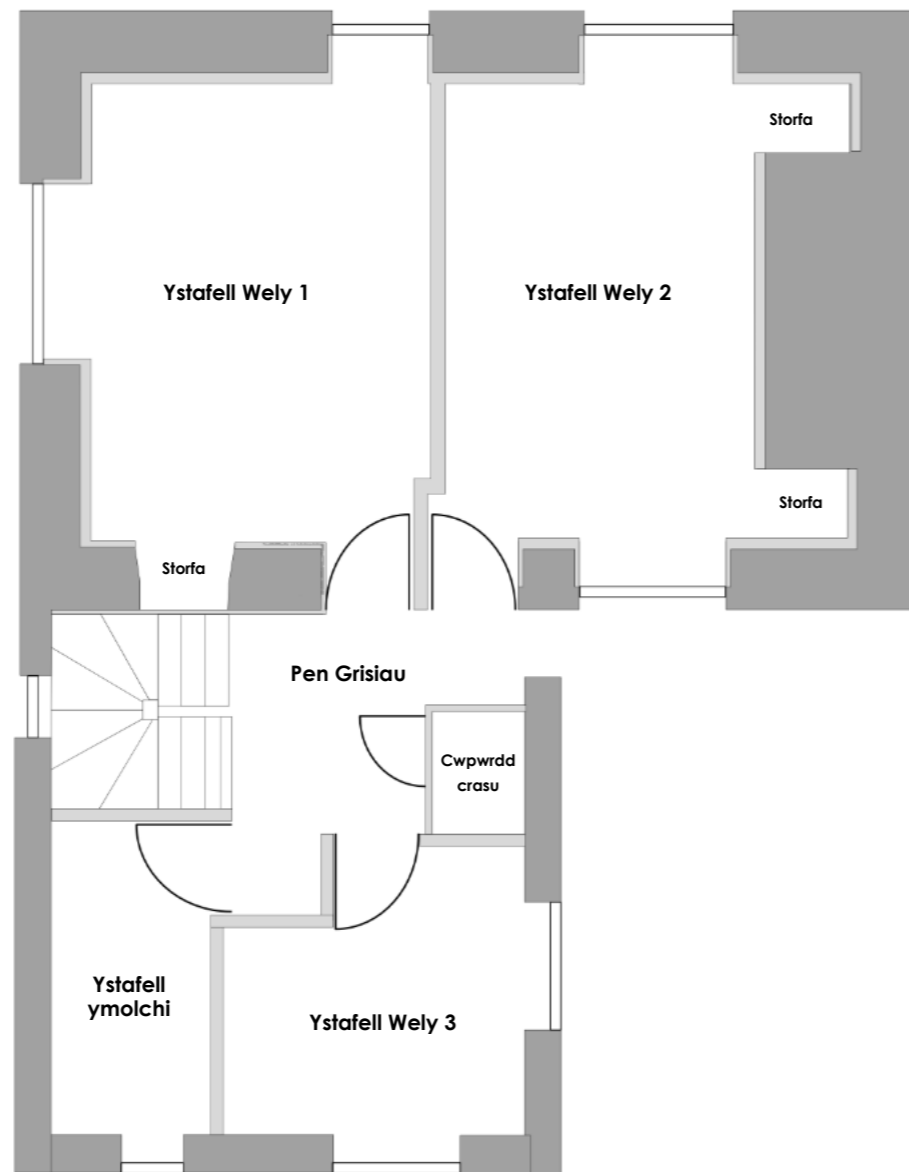 Storfa
Ystafell Wely 1
Ystafell Wely 2
Storfa
Storfa
Pen Grisiau
Cwpwrdd
crasu
Ystafell
ymolchi
Ystafell Wely 3